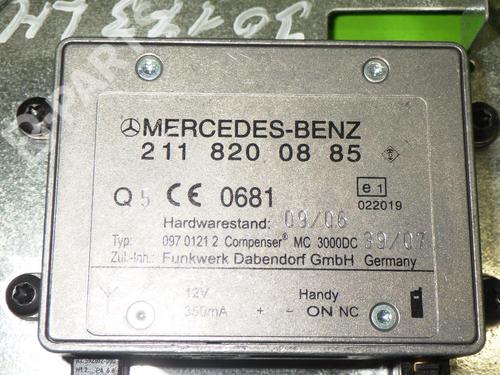 MERCEDES-BENZ
211 820 08 85
Q 5 CE 0681 e1
022019
Hardwarestand: 09/06
Typ: 097 0121 2 Compenser® MC 3000DC 39/07
Zul.-Inh.: Funkwerk Dabendorf GmbH Germany
12V Handy
350mA + - ON NC